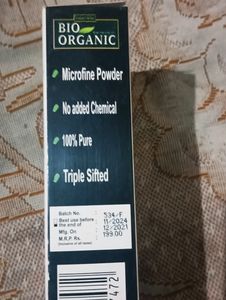 BIO
ORGANIC
Microfine Powder
No added Chemical
100% Pure
Triple Sifted
Batch No. 534/F
Best use before 11/2024
the end of
Mfg. On 12/2021
M.R.P. Rs. 199.00
(Inclusive of all taxes)
7472